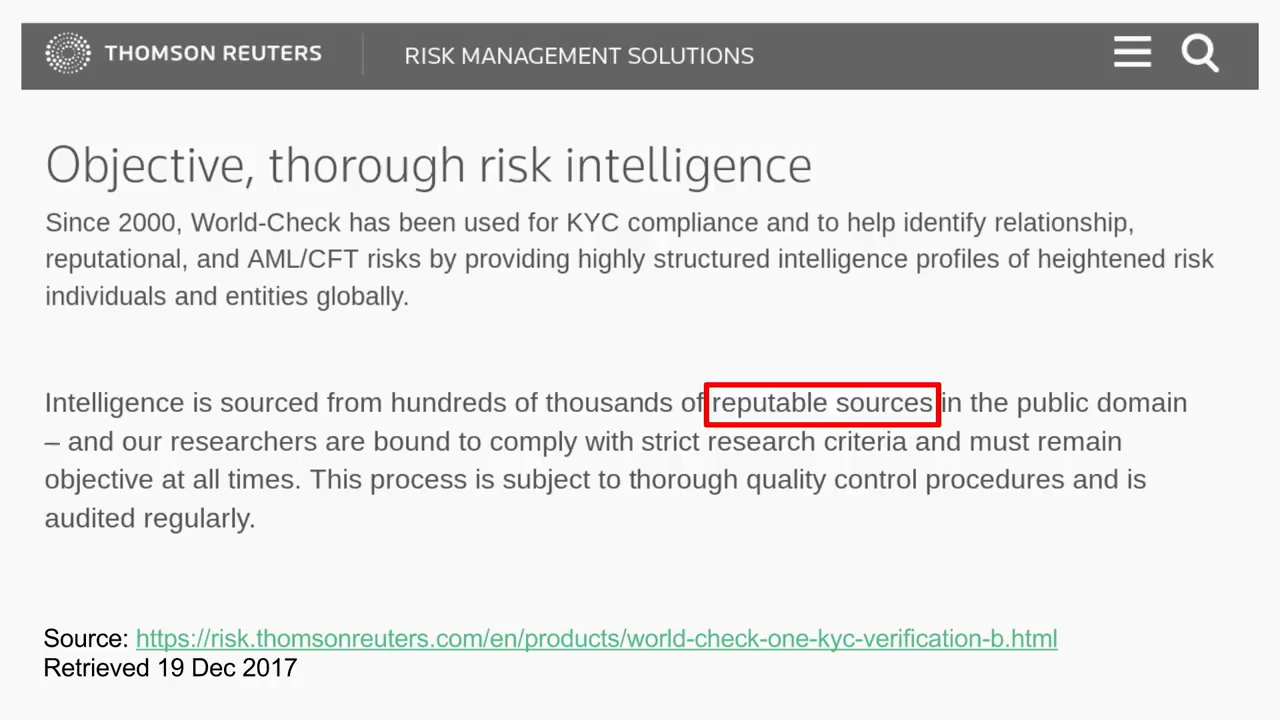 THOMSON REUTERS
RISK MANAGEMENT SOLUTIONS
Objective, thorough risk intelligence
Since 2000, World-Check has been used for KYC compliance and to help identify relationship,
reputational, and AML/CFT risks by providing highly structured intelligence profiles of heightened risk
individuals and entities globally.
Intelligence is sourced from hundreds of thousands of reputable sources in the public domain
– and our researchers are bound to comply with strict research criteria and must remain
objective at all times. This process is subject to thorough quality control procedures and is
audited regularly.
Source: https://risk.thomsonreuters.com/en/products/world-check-one-kyc-verification-b.html
Retrieved 19 Dec 2017